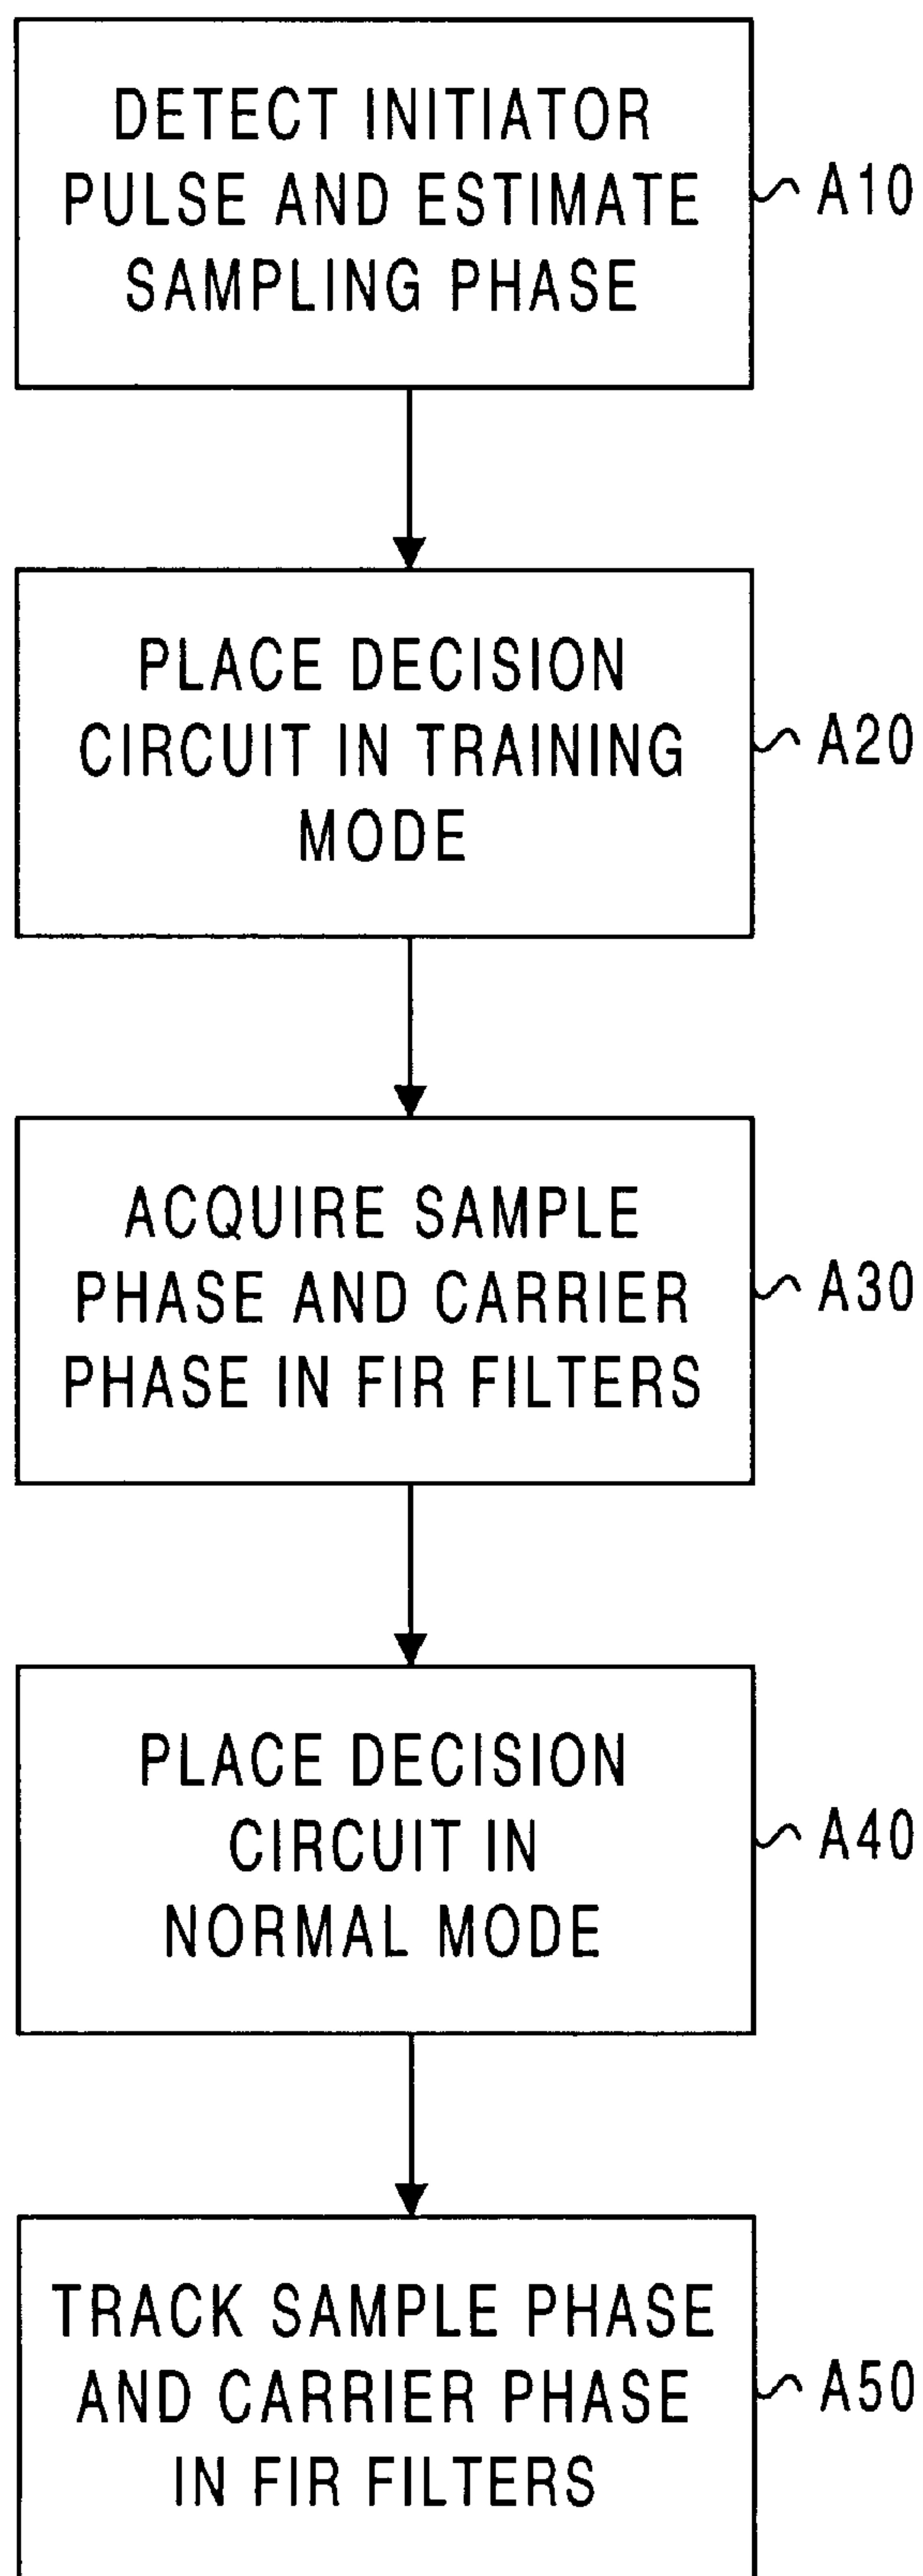 DETECT INITIATOR
PULSE AND ESTIMATE
SAMPLING PHASE
A10
PLACE DECISION
CIRCUIT IN TRAINING
MODE
A20
ACQUIRE SAMPLE
PHASE AND CARRIER
PHASE IN FIR FILTERS
A30
PLACE DECISION
CIRCUIT IN
NORMAL MODE
A40
TRACK SAMPLE PHASE
AND CARRIER PHASE
IN FIR FILTERS
A50